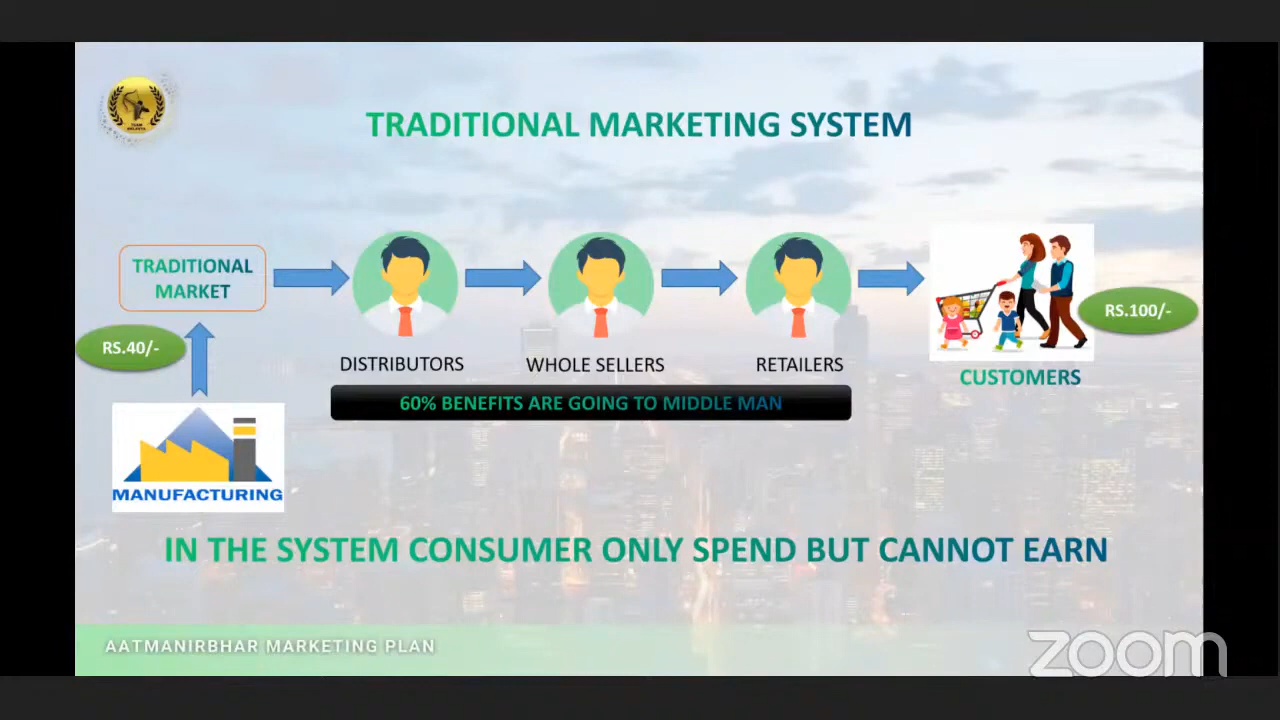 TRADITIONAL MARKETING SYSTEM
TRADITIONAL
MARKET
RS.40/-
MANUFACTURING
DISTRIBUTORS
WHOLE SELLERS
RETAILERS
60% BENEFITS ARE GOING TO MIDDLE MAN
RS.100/-
CUSTOMERS
IN THE SYSTEM CONSUMER ONLY SPEND BUT CANNOT EARN
AATMANIRBHAR MARKETING PLAN
zoom